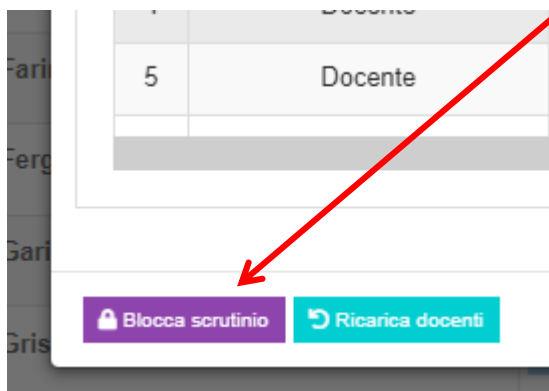 Docente
5 Docente
Blocca scrutinio
Ricarica docenti